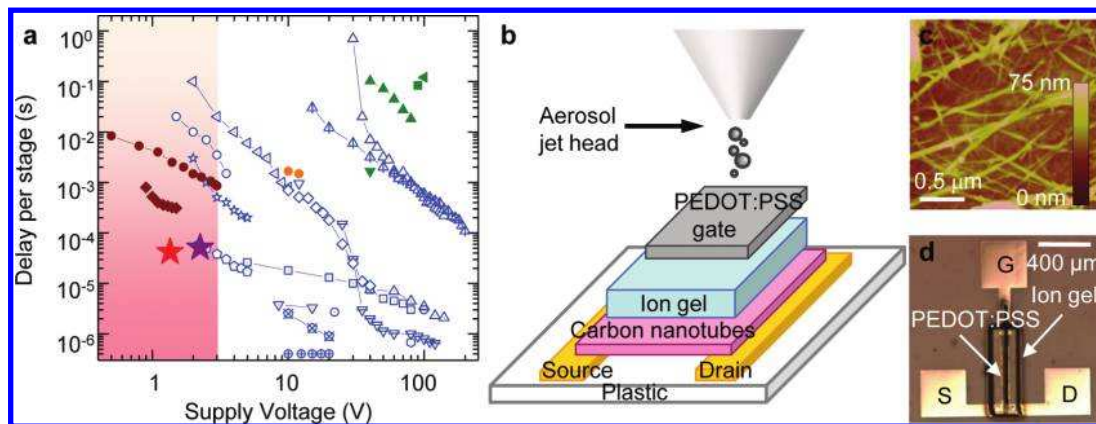 a
Delay per stage (s)
10⁰
10⁻¹
10⁻²
10⁻³
10⁻⁴
10⁻⁵
10⁻⁶
1
10
100
Supply Voltage (V)
b
Aerosol
jet head
PEDOT:PSS
gate
Ion gel
Carbon nanotubes
Source
Drain
Plastic
c
75 nm
0.5 μm
0 nm
d
G
400 μm
Ion gel
PEDOT:PSS
S
D